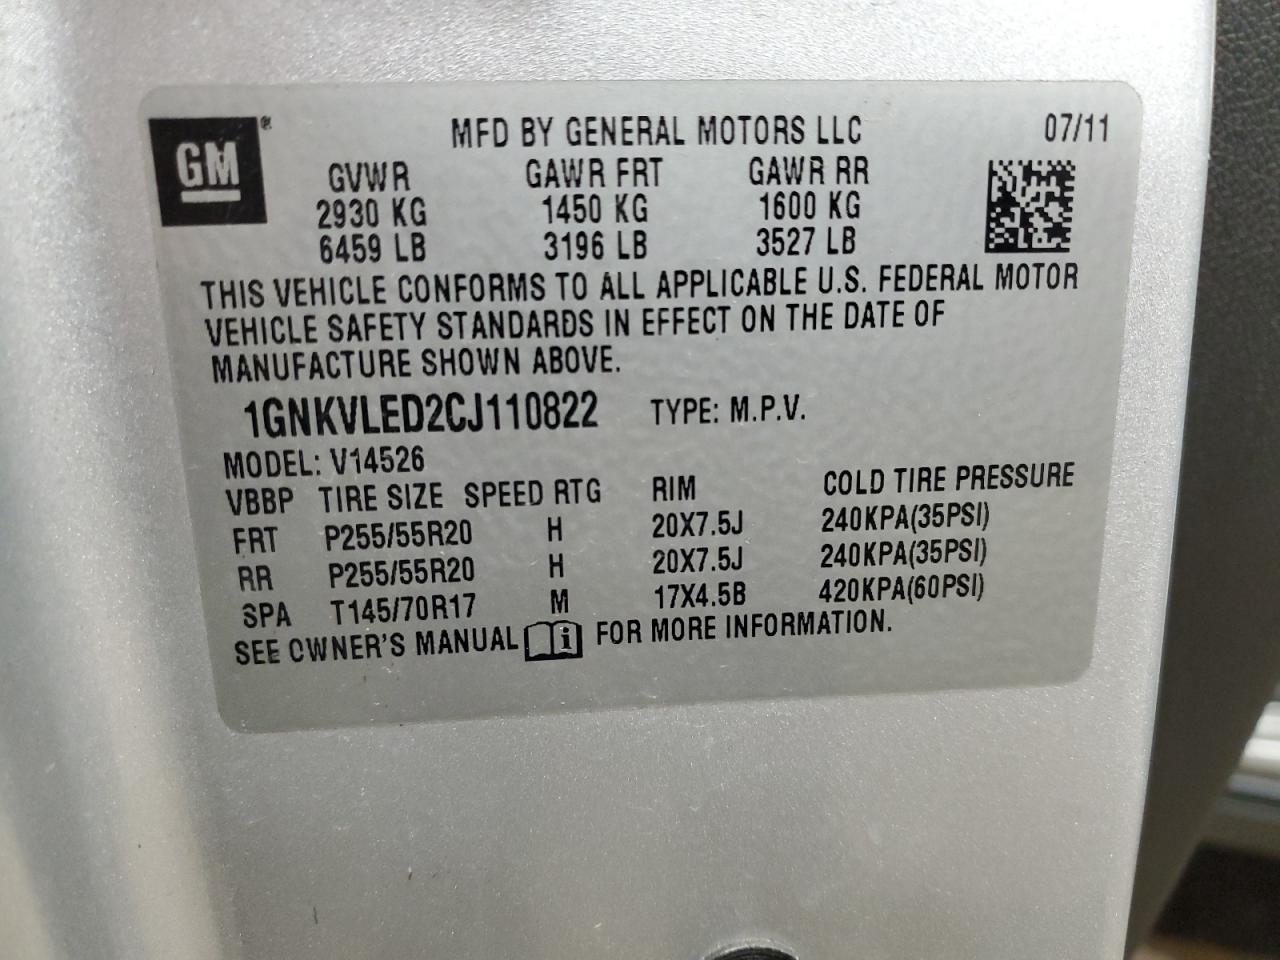 GM® MFD BY GENERAL MOTORS LLC 07/11
GVWR GAWR FRT GAWR RR
2930 KG 1450 KG 1600 KG
6459 LB 3196 LB 3527 LB
THIS VEHICLE CONFORMS TO ALL APPLICABLE U.S. FEDERAL MOTOR
VEHICLE SAFETY STANDARDS IN EFFECT ON THE DATE OF
MANUFACTURE SHOWN ABOVE.
1GNKVLED2CJ110822 TYPE: M.P.V.
MODEL: V14526
VBBP TIRE SIZE SPEED RTG RIM COLD TIRE PRESSURE
FRT P255/55R20 H 20X7.5J 240KPA(35PSI)
RR P255/55R20 H 20X7.5J 240KPA(35PSI)
SPA T145/70R17 M 17X4.5B 420KPA(60PSI)
SEE OWNER'S MANUAL i FOR MORE INFORMATION.